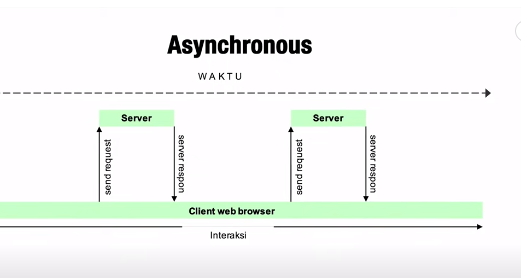 Asynchronous
WAKTU
Server
Server
send request
server respon
send request
server respon
Client web browser
Interaksi